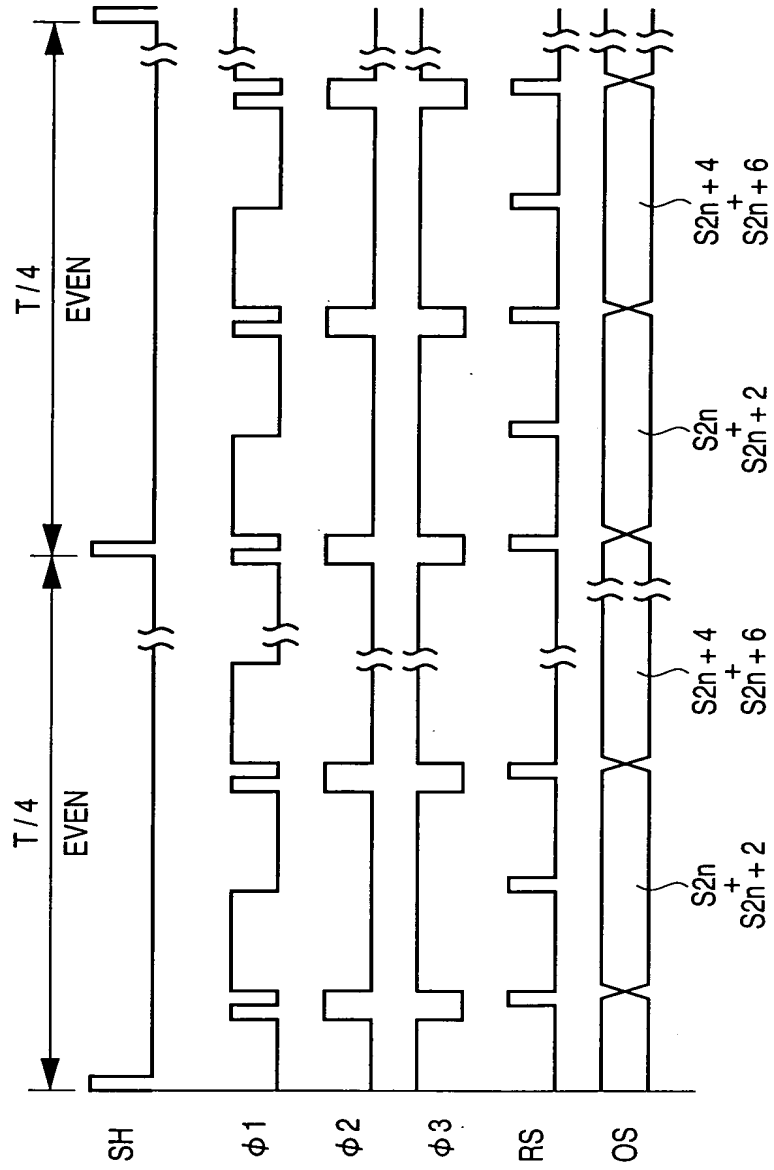 T/4
T/4
EVEN
EVEN
SH
φ1
φ2
φ3
RS
OS
S2n
+
S2n+2
S2n+4
+
S2n+6
S2n
+
S2n+2
S2n+4
+
S2n+6